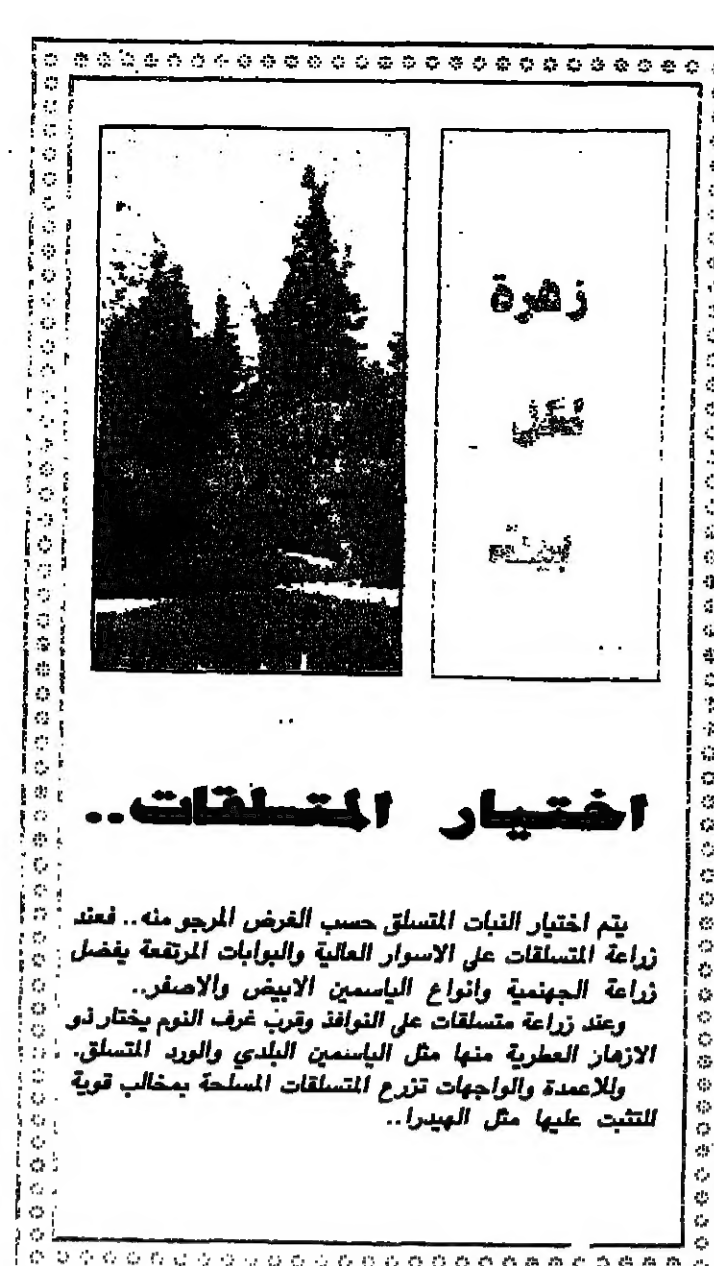 زهرة
لكل
بيت
اختيار المتسلقات..
يتم اختيار النبات المتسلق حسب الغرض المرجو منه.. فعند
زراعة المتسلقات على الاسوار العالية والبوابات المرتفعة يفضل
زراعة الجهنمية وانواع الياسمين الابيض والاصفر..
وعند زراعة متسلقات على النوافذ وقرب غرف النوم يختار ذو
الازهار العطرية منها مثل الياسمين البلدي والورد المتسلق.
وللاعمدة والواجهات تزرع المتسلقات المسلحة بمخالب قوية
للتثبت عليها مثل الهيدرا..